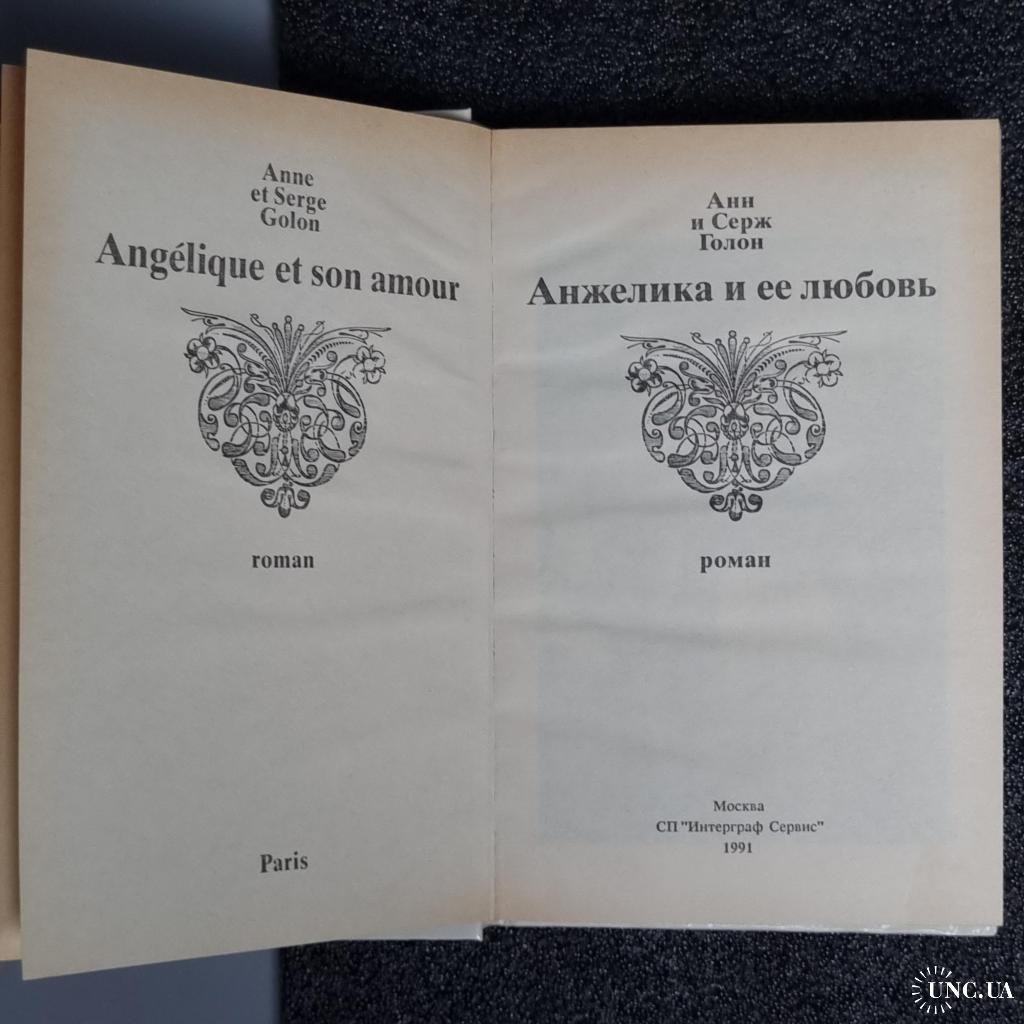 Anne
et Serge
Golon
Angélique et son amour
roman
Paris
Анн
и Серж
Голон
Анжелика и ее любовь
роман
Москва
СП "Интерграф Сервис"
1991
UNC.UA